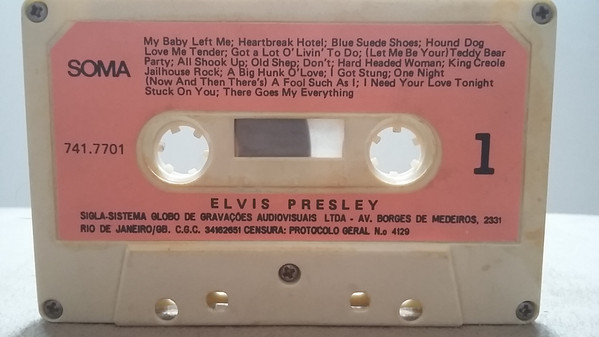 My Baby Left Me; Heartbreak Hotel; Blue Suede Shoes; Hound Dog
Love Me Tender; Got a Lot O' Livin' To Do; (Let Me Be Your) Teddy Bear
Party; All Shook Up; Old Shep; Don't; Hard Headed Woman; King Creole
Jailhouse Rock; A Big Hunk O'Love; I Got Stung; One Night
(Now And Then There's) A Fool Such As I; I Need Your Love Tonight
Stuck On You; There Goes My Everything
SOMA
741.7701
1
ELVIS PRESLEY
SIGLA-SISTEMA GLOBO DE GRAVAÇÕES AUDIOVISUAIS LTDA - AV. BORGES DE MEDEIROS, 2331
RIO DE JANEIRO/GB. C.G.C. 34162651 CENSURA: PROTOCOLO GERAL N.o 4129